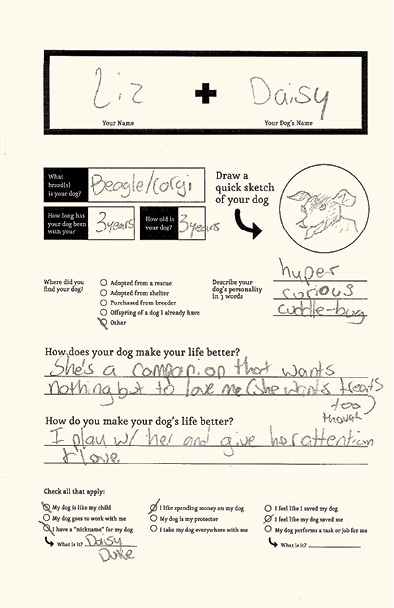 Liz + Daisy
Your Name Your Dog's Name
What breed(s) is your dog? Beagle/Corgi
How long has your dog been with your 3 years
How old is your dog? 3 years
Draw a quick sketch of your dog
Where did you find your dog?
Adopted from a rescue
Adopted from shelter
Purchased from breeder
Offspring of a dog I already have
Other
Describe your dog's personality in 3 words
hyper
curious
cuddle-bug
How does your dog make your life better?
She's a companion that wants
nothing but to love me (she wants treats
too)
though
How do you make your dog's life better?
I play w/ her and give her attention
& love.
Check all that apply:
My dog is like my child
My dog goes to work with me
I have a "nickname" for my dog
What is it? Daisy
Duke
I like spending money on my dog
My dog is my protector
I take my dog everywhere with me
I feel like I saved my dog
I feel like my dog saved me
My dog performs a task or job for me
What is it?